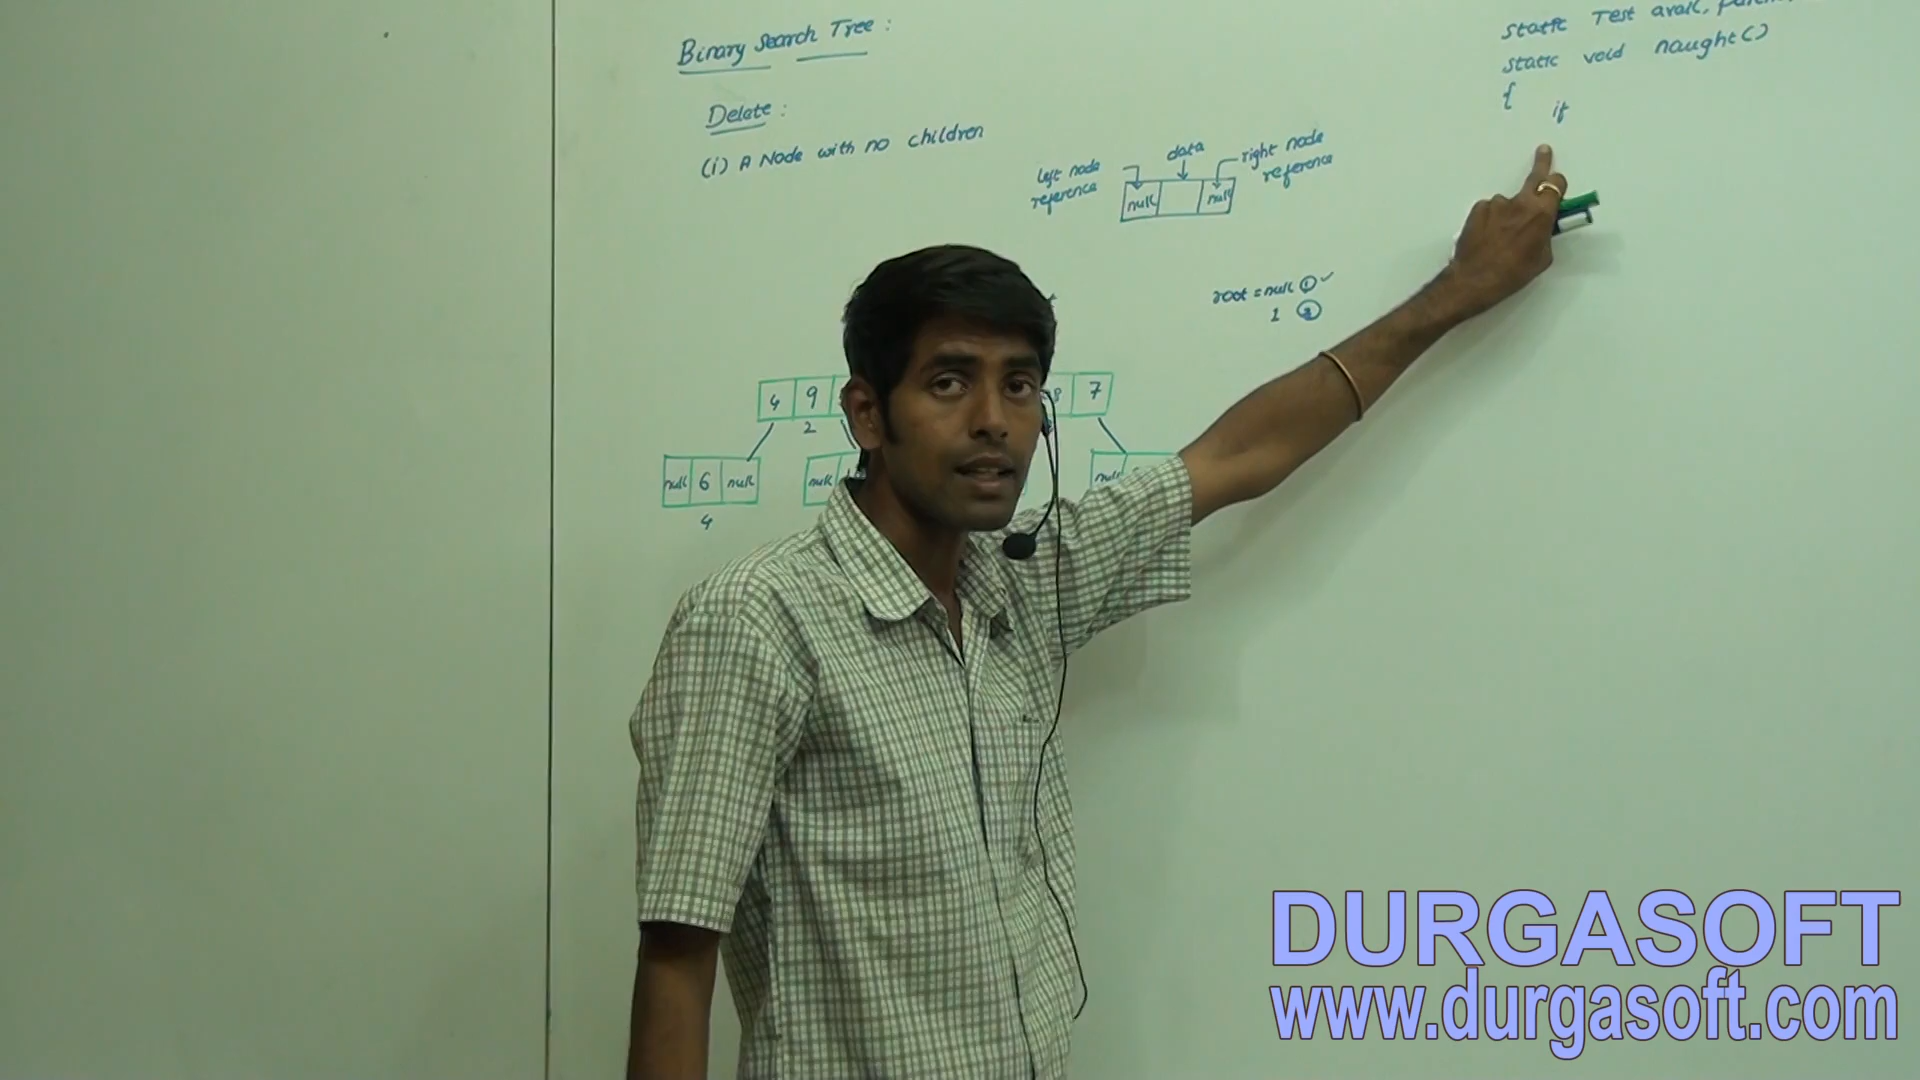 Binary Search Tree :
Delete :
(i) A Node with no children
left node
reference
data
right node
reference
null null
root = null 1
1 2
4 9
2
7
null 6 null
4
null
null
static Test avail,
static void naught()
{ if
DURGASOFT
www.durgasoft.com